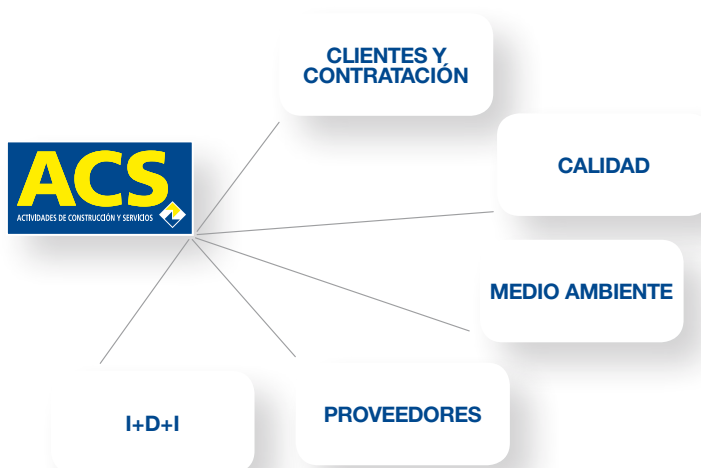 CLIENTES Y
CONTRATACIÓN
ACS
ACTIVIDADES DE CONSTRUCCIÓN Y SERVICIOS
CALIDAD
MEDIO AMBIENTE
PROVEEDORES
I+D+I